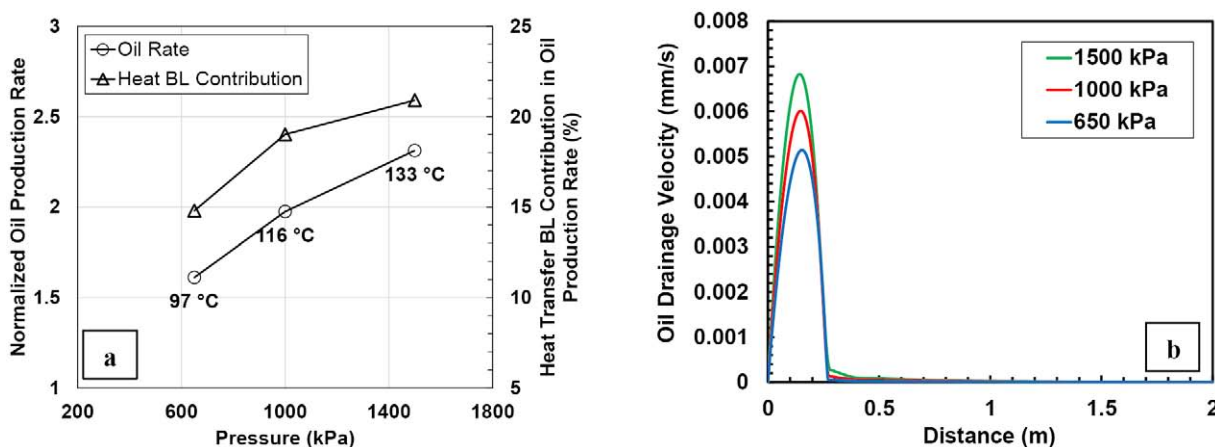 3
2.5
2
1.5
1
Normalized Oil Production Rate
Oil Rate
Heat BL Contribution
97 °C
116 °C
133 °C
a
200
600
1000
1400
1800
Pressure (kPa)
25
20
15
10
5
Heat Transfer BL Contribution in Oil
Production Rate (%)
0.008
0.007
0.006
0.005
0.004
0.003
0.002
0.001
0
Oil Drainage Velocity (mm/s)
1500 kPa
1000 kPa
650 kPa
b
0
0.5
1
1.5
2
Distance (m)